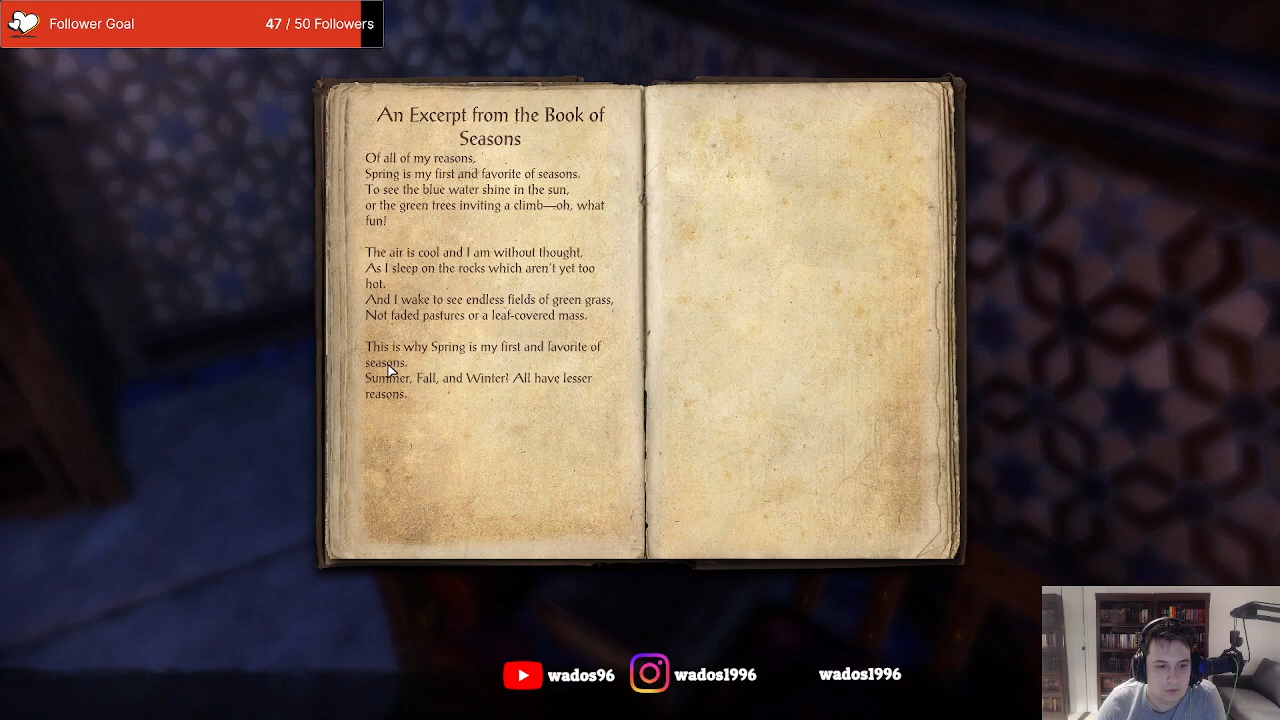 Follower Goal
47 / 50 Followers
An Excerpt from the Book of
Seasons
Of all of my reasons,
Spring is my first and favorite of seasons.
To see the blue water shine in the sun,
or the green trees inviting a climb—oh, what
fun!
The air is cool and I am without thought,
As I sleep on the rocks which aren't yet too
hot.
And I wake to see endless fields of green grass,
Not faded pastures or a leaf-covered mass.
This is why Spring is my first and favorite of
seasons.
Summer, Fall, and Winter? All have lesser
reasons.
wados96
wados1996
wados1996